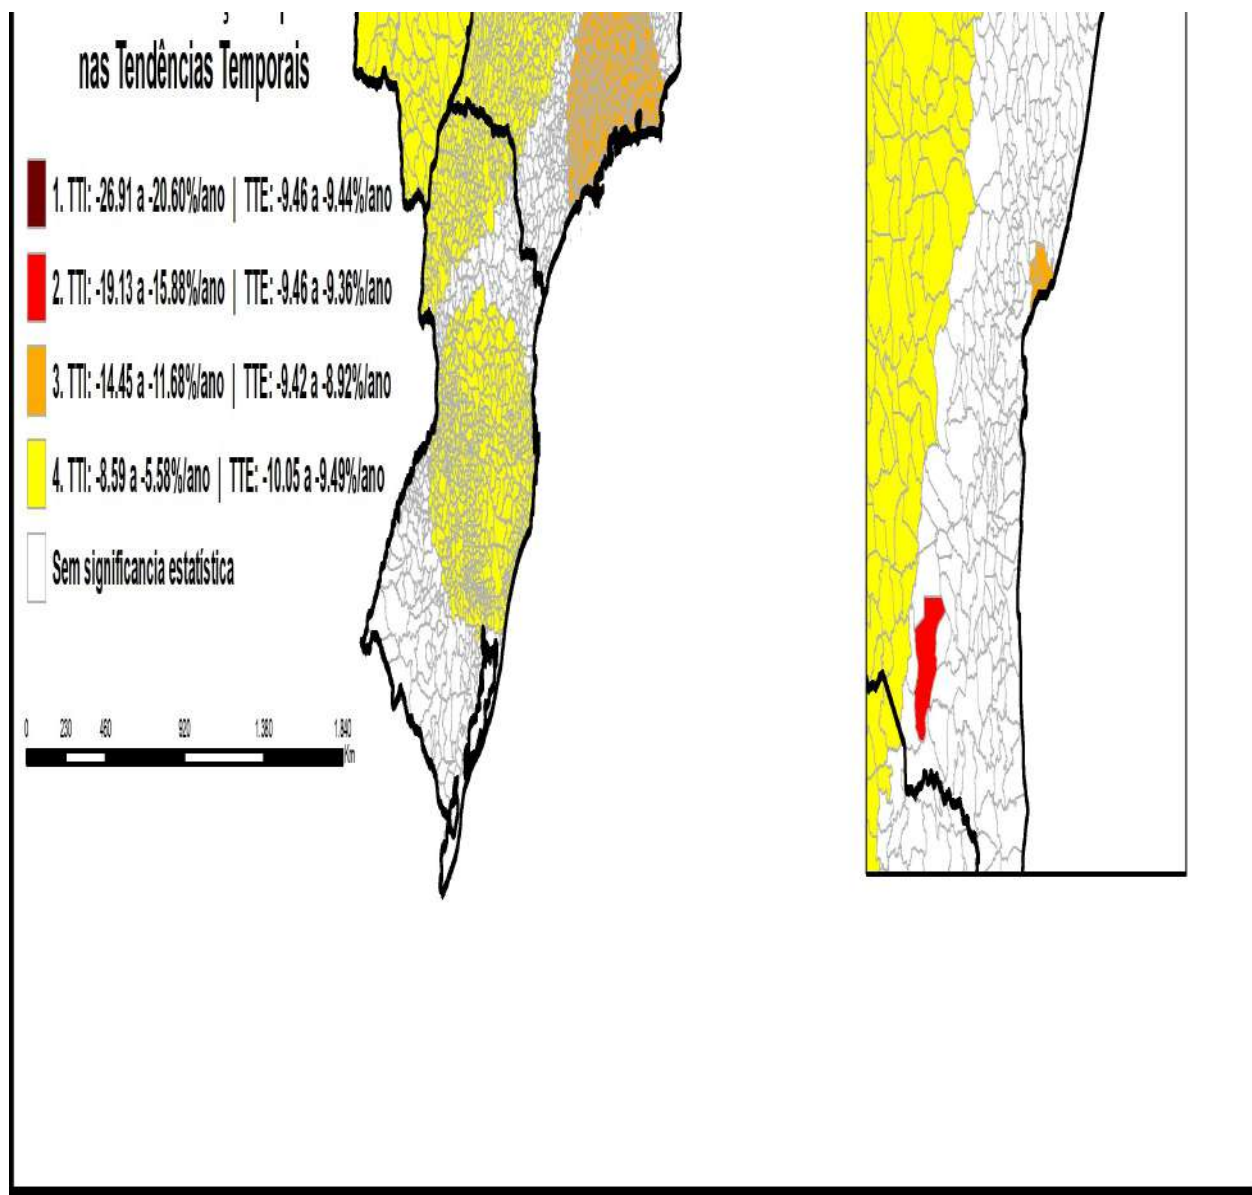 nas Tendências Temporais
1. TTI: -26.91 a -20.60%/ano | TTE: -9.46 a -9.44%/ano
2. TTI: -19.13 a -15.88%/ano | TTE: -9.46 a -9.36%/ano
3. TTI: -14.45 a -11.68%/ano | TTE: -9.42 a -8.92%/ano
4. TTI: -8.59 a -5.58%/ano | TTE: -10.05 a -9.49%/ano
Sem significancia estatística
0 230 460 920 1.380 1.840
Km